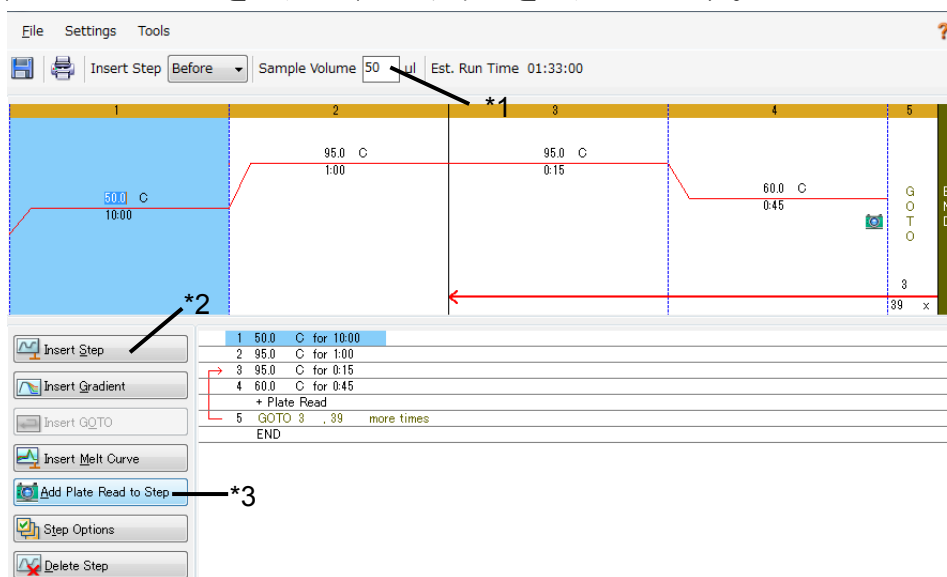 File Settings Tools ?
Insert Step Before Sample Volume 50 µl Est. Run Time 01:33:00
*1
1 2 3 4 5
95.0 C 95.0 C
1:00 0:15
50.0 C 60.0 C
10:00 0:45
GOTO
END
3
39 x
*2
Insert Step
Insert Gradient
Insert GOTO
Insert Melt Curve
Add Plate Read to Step
*3
Step Options
Delete Step
1 50.0 C for 10:00
2 95.0 C for 1:00
3 95.0 C for 0:15
4 60.0 C for 0:45
+ Plate Read
5 GOTO 3 , 39 more times
END